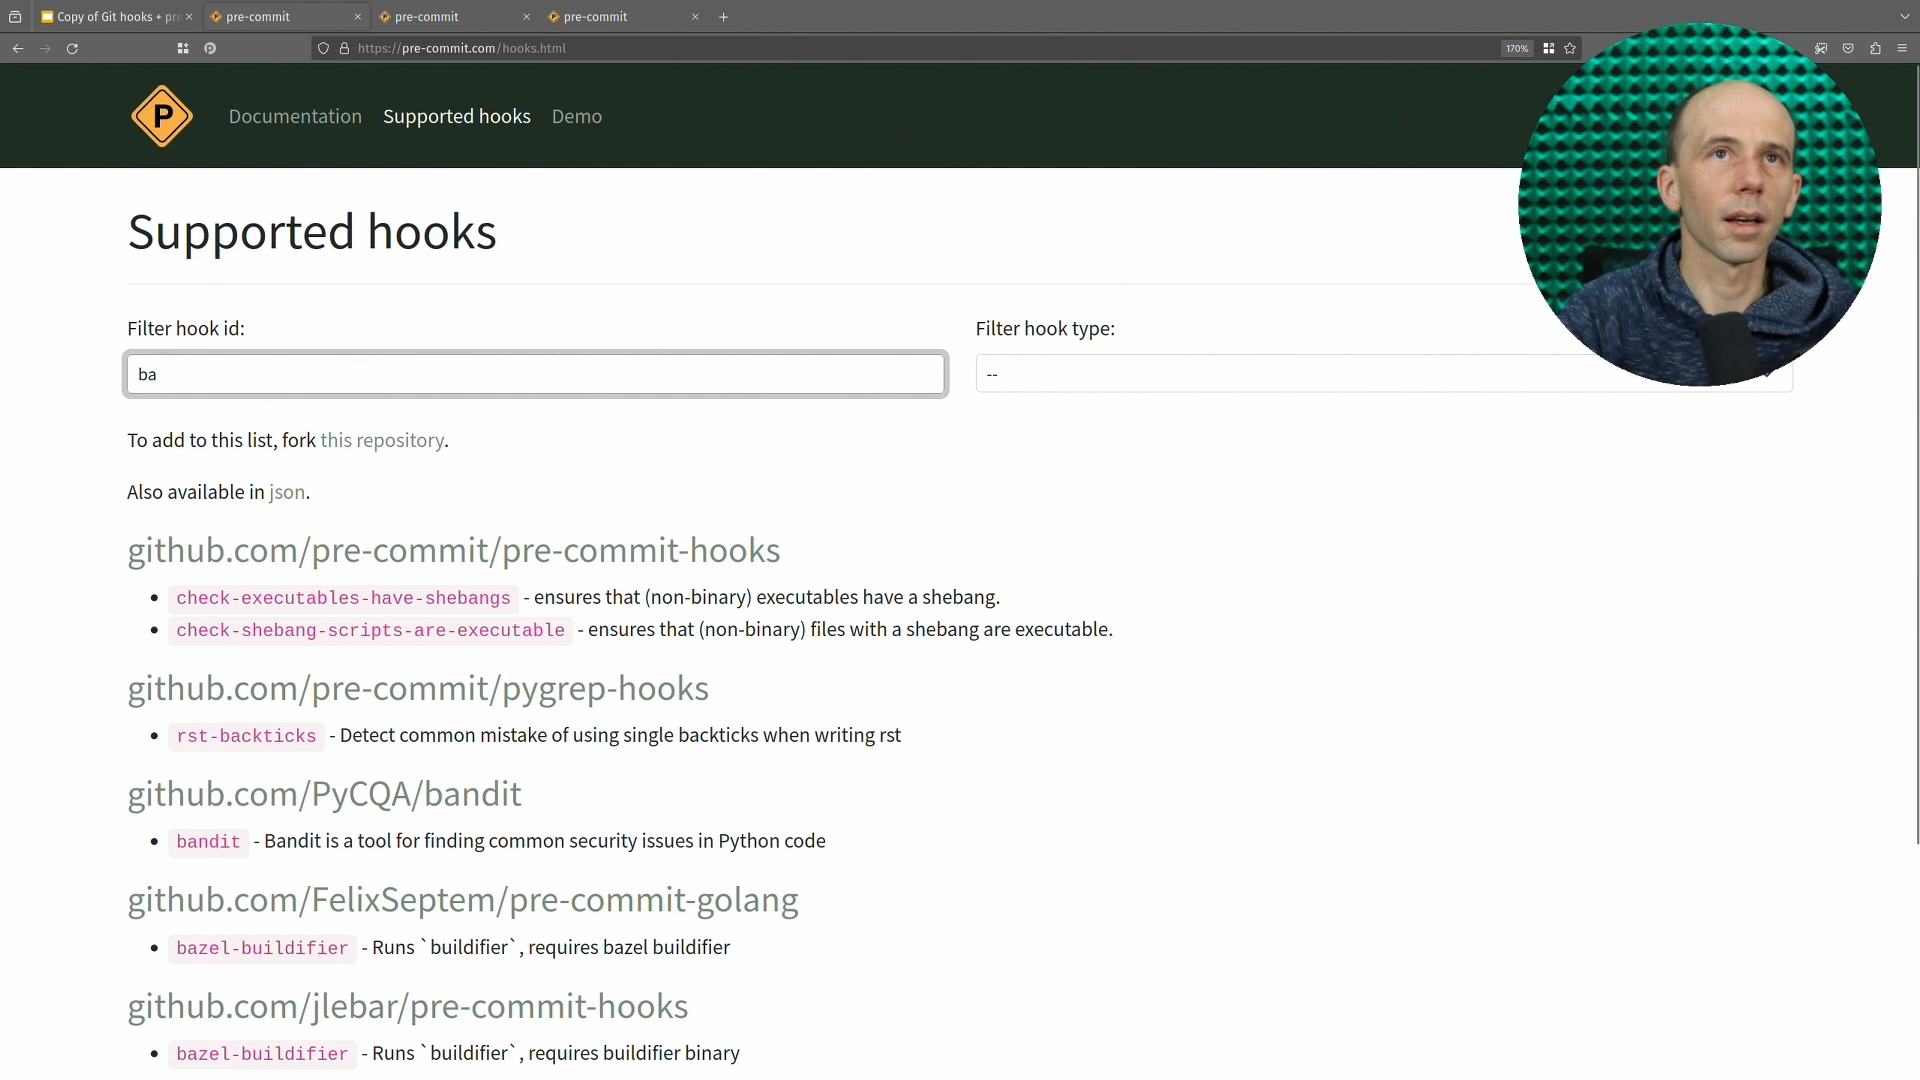 Copy of Git hooks + pre
pre-commit
pre-commit
pre-commit
https://pre-commit.com/hooks.html
170%
P
Documentation
Supported hooks
Demo
Supported hooks
Filter hook id:
Filter hook type:
ba
--
To add to this list, fork this repository.
Also available in json.
github.com/pre-commit/pre-commit-hooks
check-executables-have-shebangs - ensures that (non-binary) executables have a shebang.
check-shebang-scripts-are-executable - ensures that (non-binary) files with a shebang are executable.
github.com/pre-commit/pygrep-hooks
rst-backticks - Detect common mistake of using single backticks when writing rst
github.com/PyCQA/bandit
bandit - Bandit is a tool for finding common security issues in Python code
github.com/FelixSeptem/pre-commit-golang
bazel-buildifier - Runs `buildifier`, requires bazel buildifier
github.com/jlebar/pre-commit-hooks
bazel-buildifier - Runs `buildifier`, requires buildifier binary